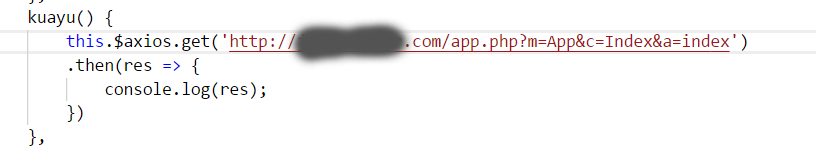 kuayu() {
this.$axios.get('http:// .com/app.php?m=App&c=Index&a=index')
.then(res => {
console.log(res);
})
},